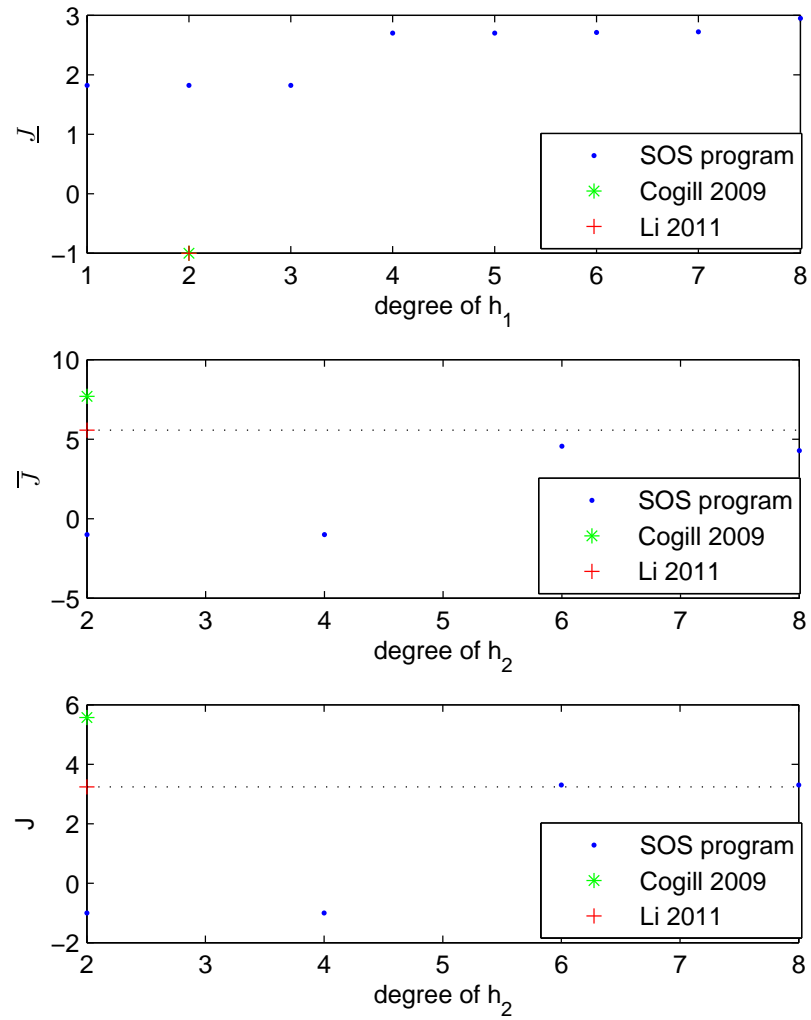 3
2
1
0
−1
J
1 2 3 4 5 6 7 8
degree of h1
SOS program
Cogill 2009
Li 2011
10
5
0
−5
J
2 3 4 5 6 7 8
degree of h2
SOS program
Cogill 2009
Li 2011
6
4
2
0
−2
J
2 3 4 5 6 7 8
degree of h2
SOS program
Cogill 2009
Li 2011